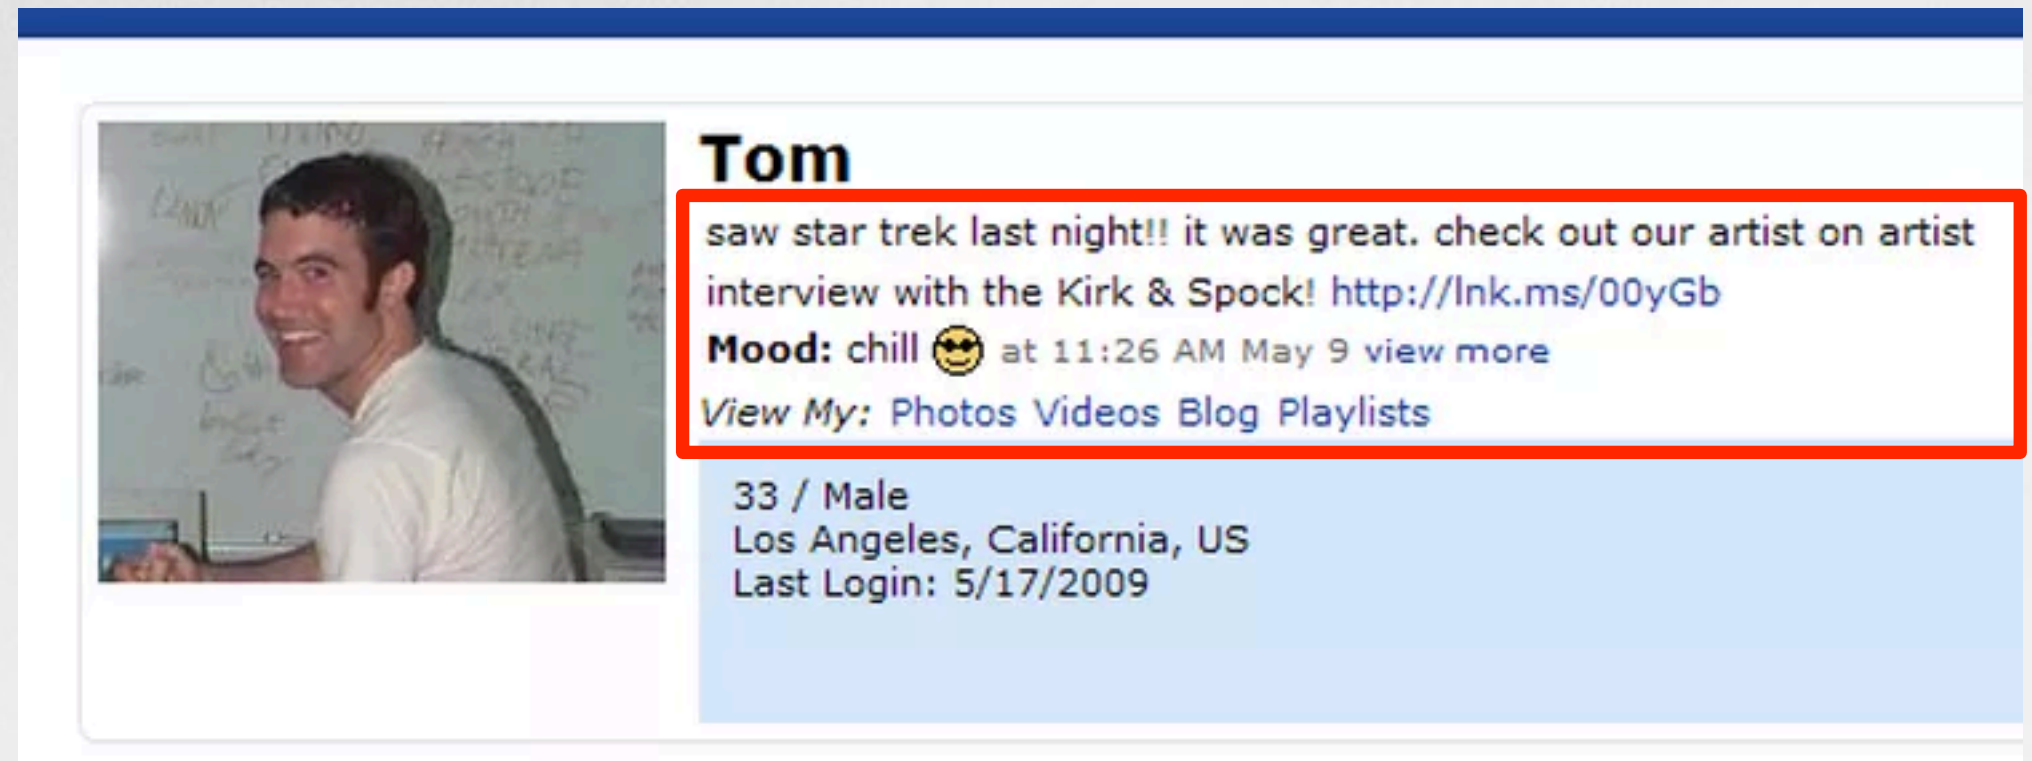 Tom
saw star trek last night!! it was great. check out our artist on artist
interview with the Kirk & Spock! http://lnk.ms/00yGb
Mood: chill at 11:26 AM May 9 view more
View My: Photos Videos Blog Playlists
33 / Male
Los Angeles, California, US
Last Login: 5/17/2009